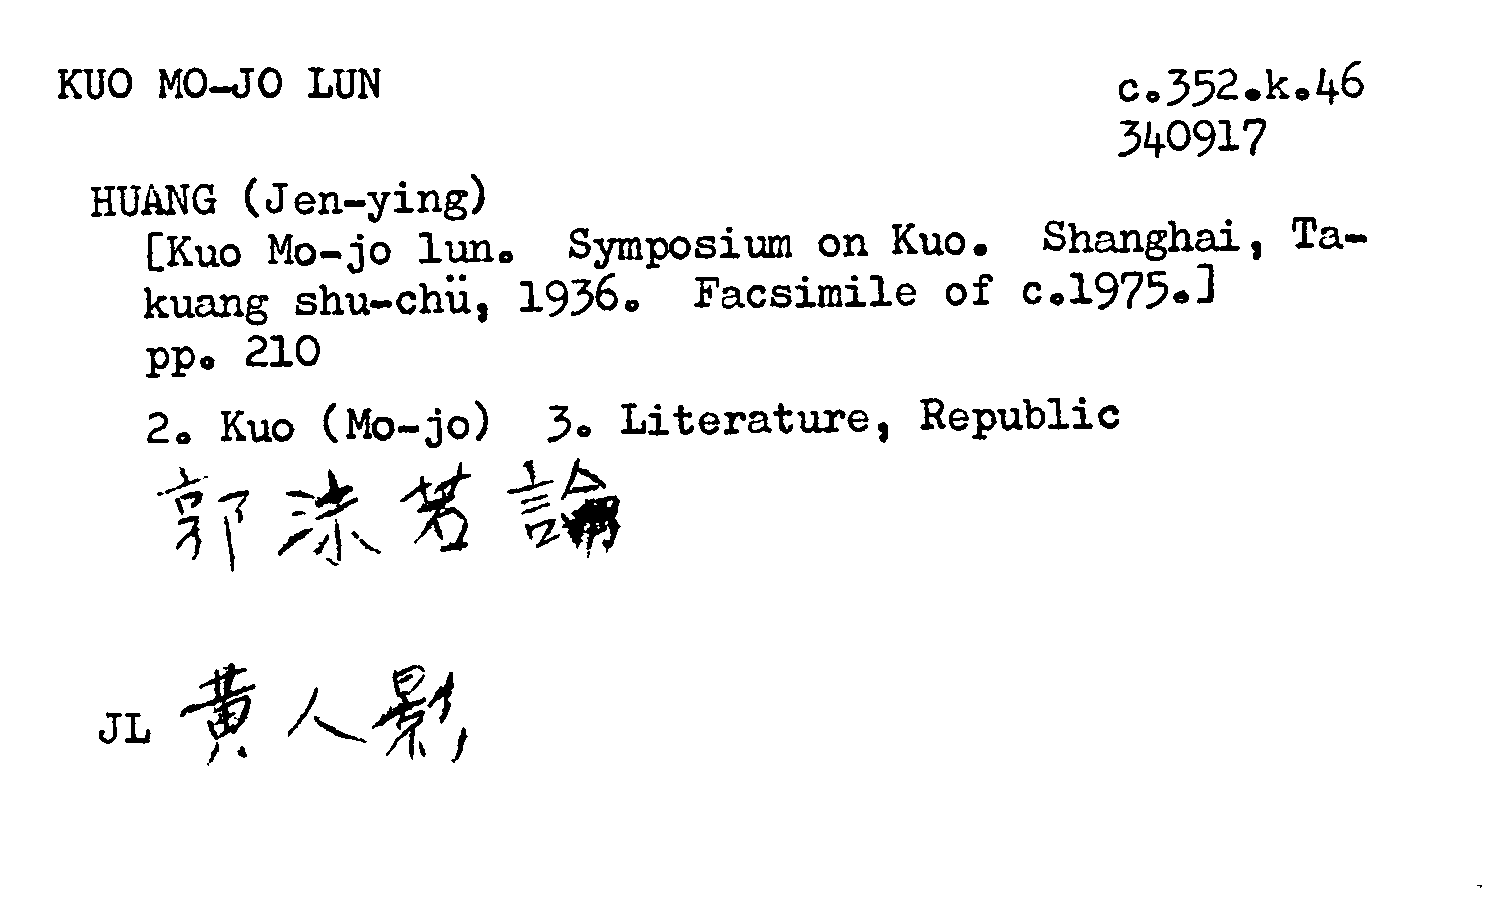 KUO MO-JO LUN
c.352.k.46
340917
HUANG (Jen-ying)
[Kuo Mo-jo lun. Symposium on Kuo. Shanghai, Ta-
kuang shu-chü, 1936. Facsimile of c.1975.]
pp. 210
2. Kuo (Mo-jo) 3. Literature, Republic
郭沫若論
JL 黃人影